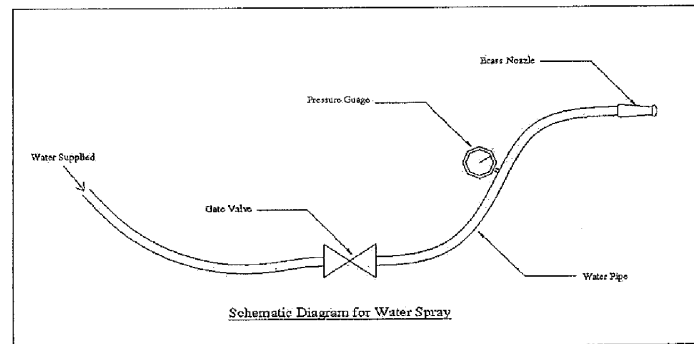 Brass Nozzle
Pressure Guage
Water Supplied
Gate Valve
Water Pipe
Schematic Diagram for Water Spray